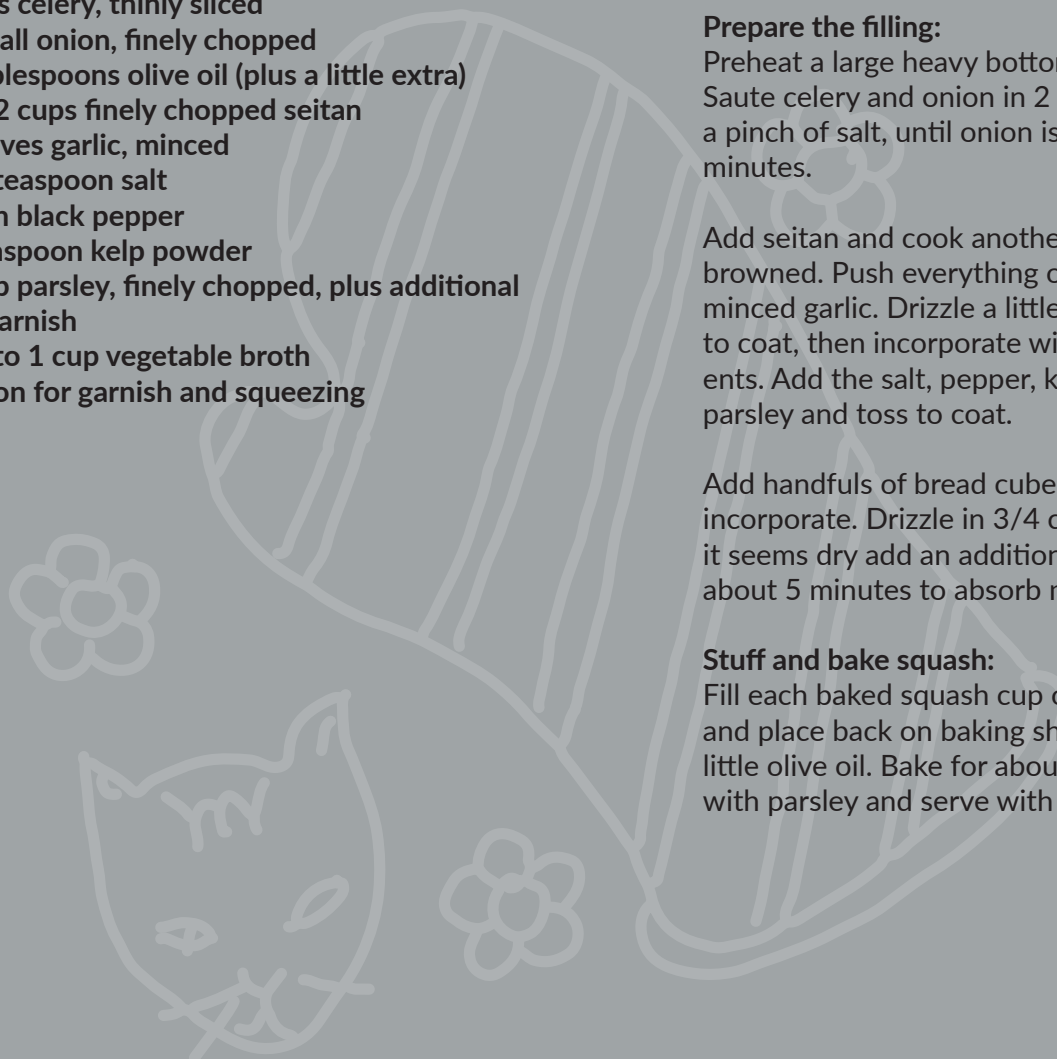 s celery, thinly sliced
all onion, finely chopped
blespoons olive oil (plus a little extra)
2 cups finely chopped seitan
ves garlic, minced
teaspoon salt
h black pepper
aspoon kelp powder
p parsley, finely chopped, plus additional
arnish
to 1 cup vegetable broth
on for garnish and squeezing
Prepare the filling:
Preheat a large heavy botto
Saute celery and onion in 2
a pinch of salt, until onion is
minutes.
Add seitan and cook anothe
browned. Push everything o
minced garlic. Drizzle a little
to coat, then incorporate wi
ents. Add the salt, pepper, k
parsley and toss to coat.
Add handfuls of bread cube
incorporate. Drizzle in 3/4 c
it seems dry add an addition
about 5 minutes to absorb
Stuff and bake squash:
Fill each baked squash cup
and place back on baking sh
little olive oil. Bake for abou
with parsley and serve with